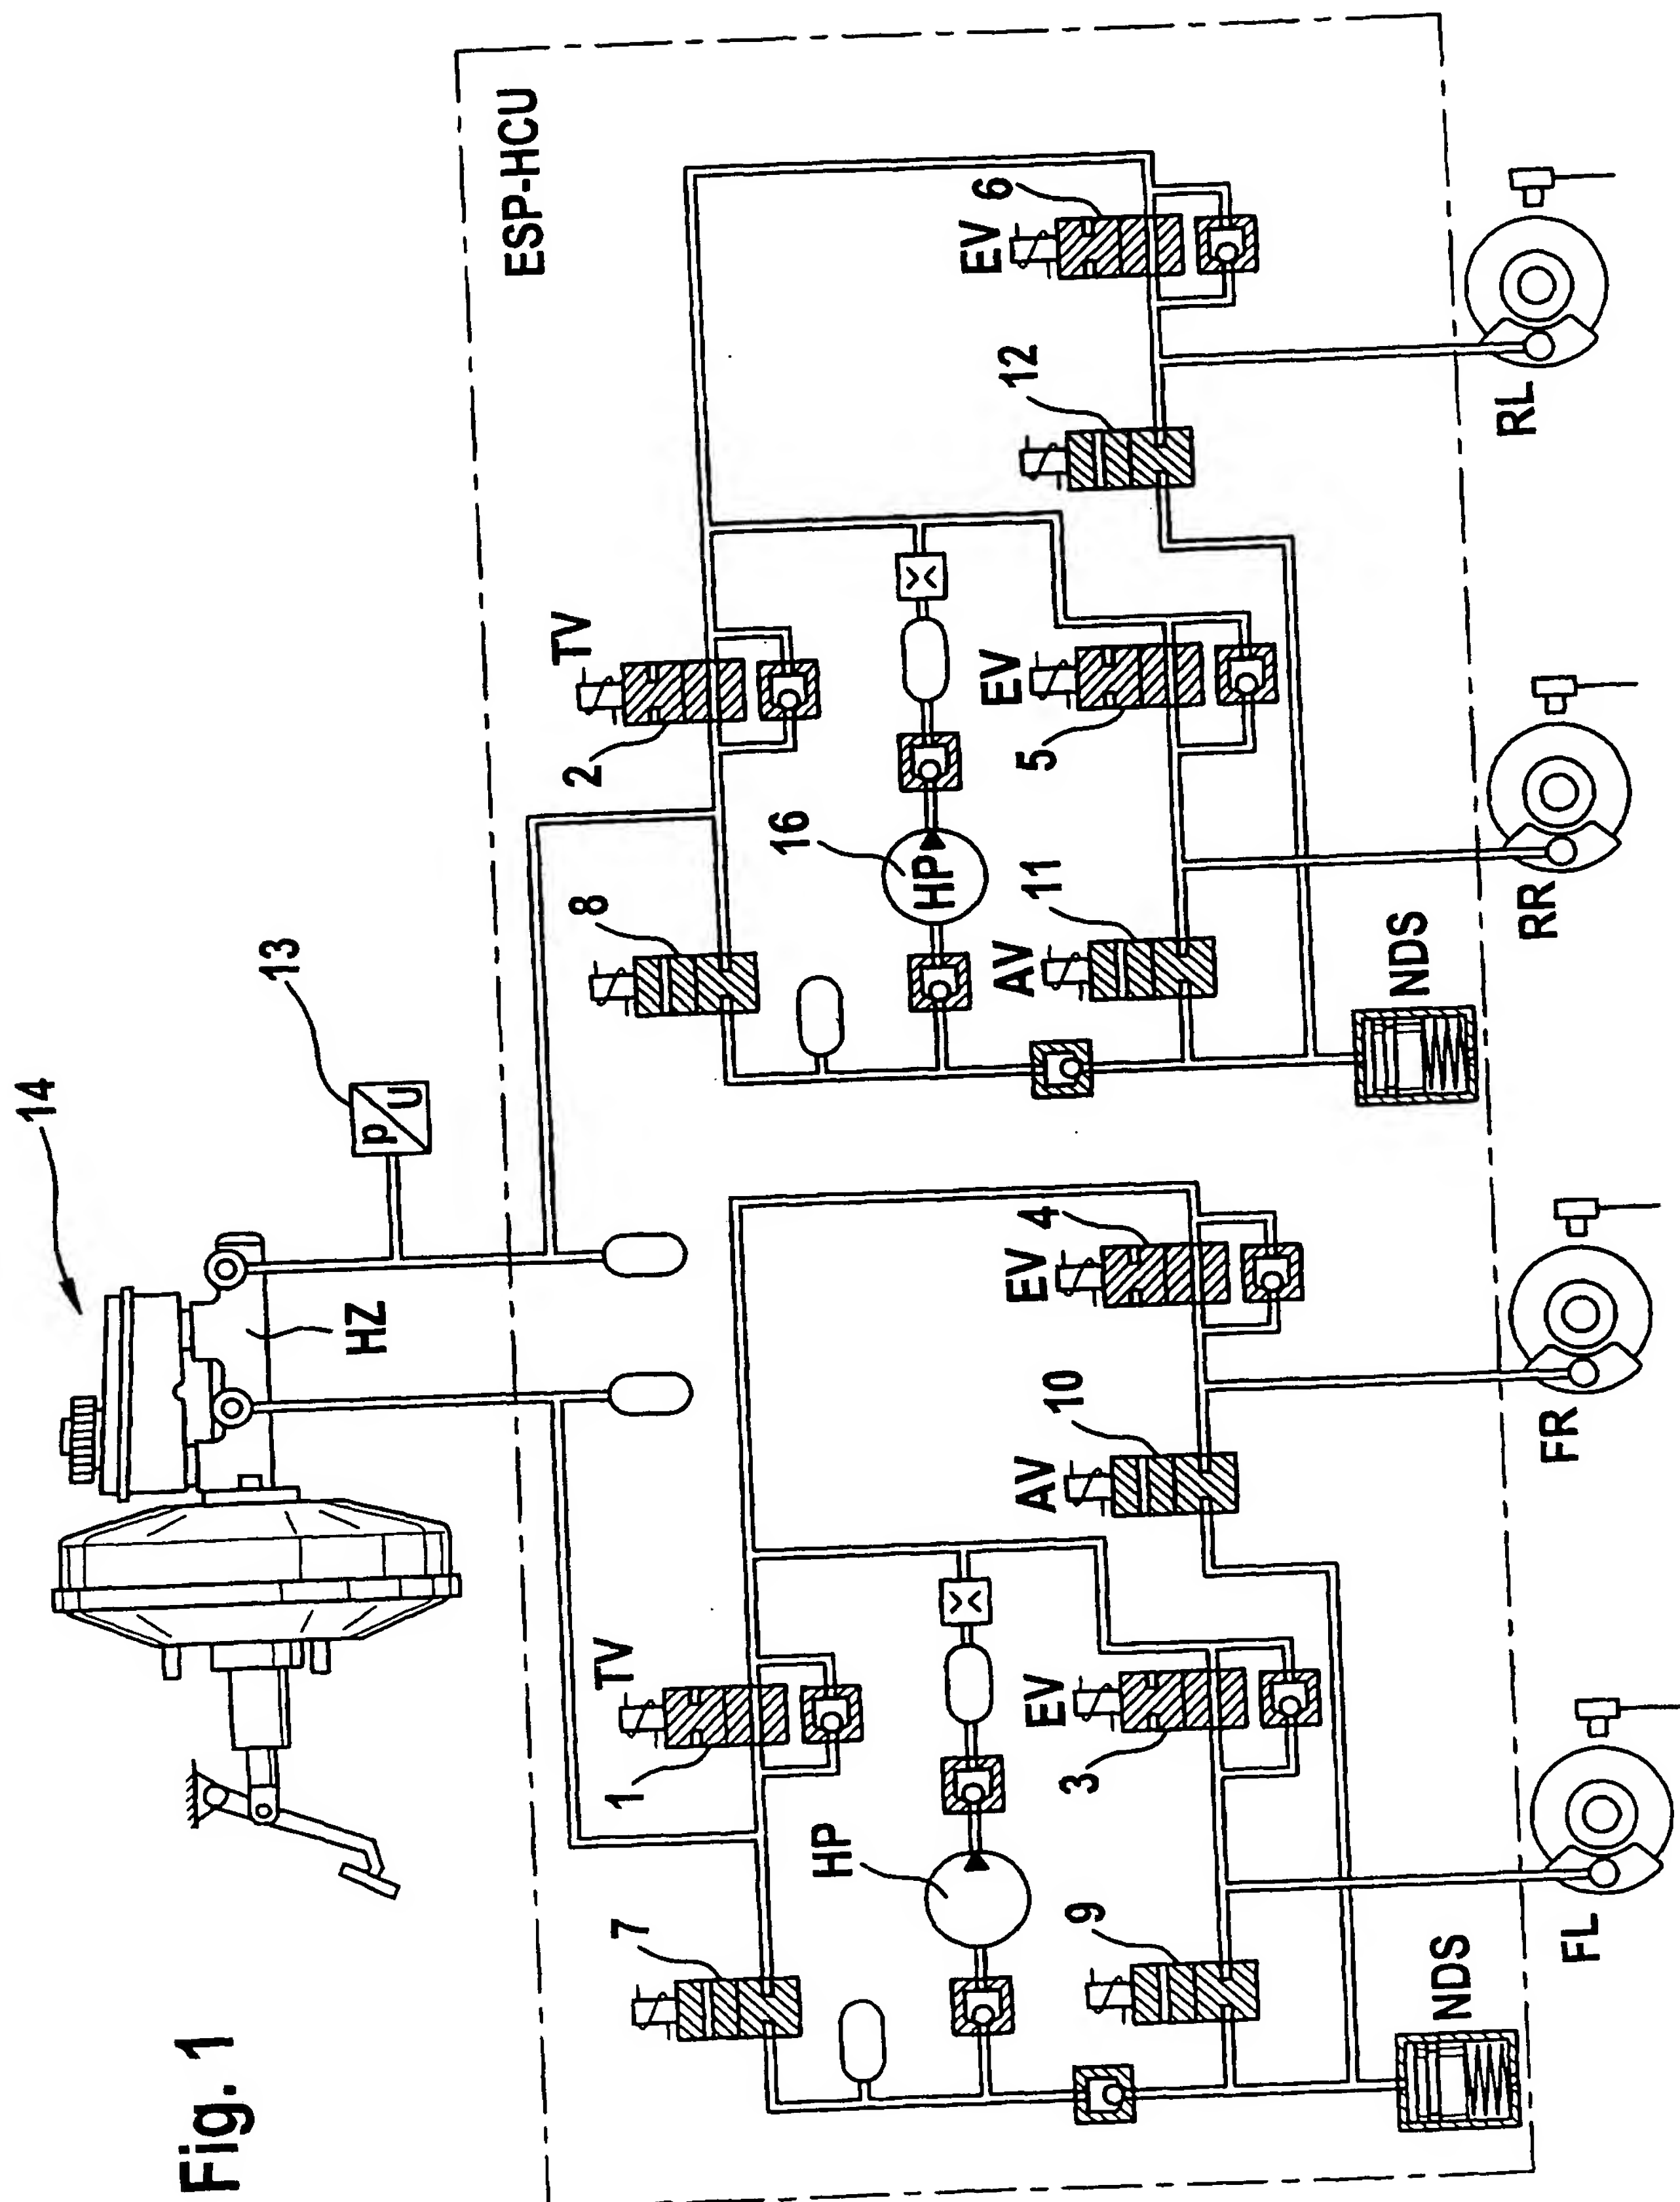 Fig. 1
14
13
p
U
HZ
ESP-HCU
7
1
TV
8
2
TV
HP
16
HP
9
3
EV
AV
10
EV
4
AV
11
5
EV
12
EV
6
NDS
NDS
FL
FR
RR
RL